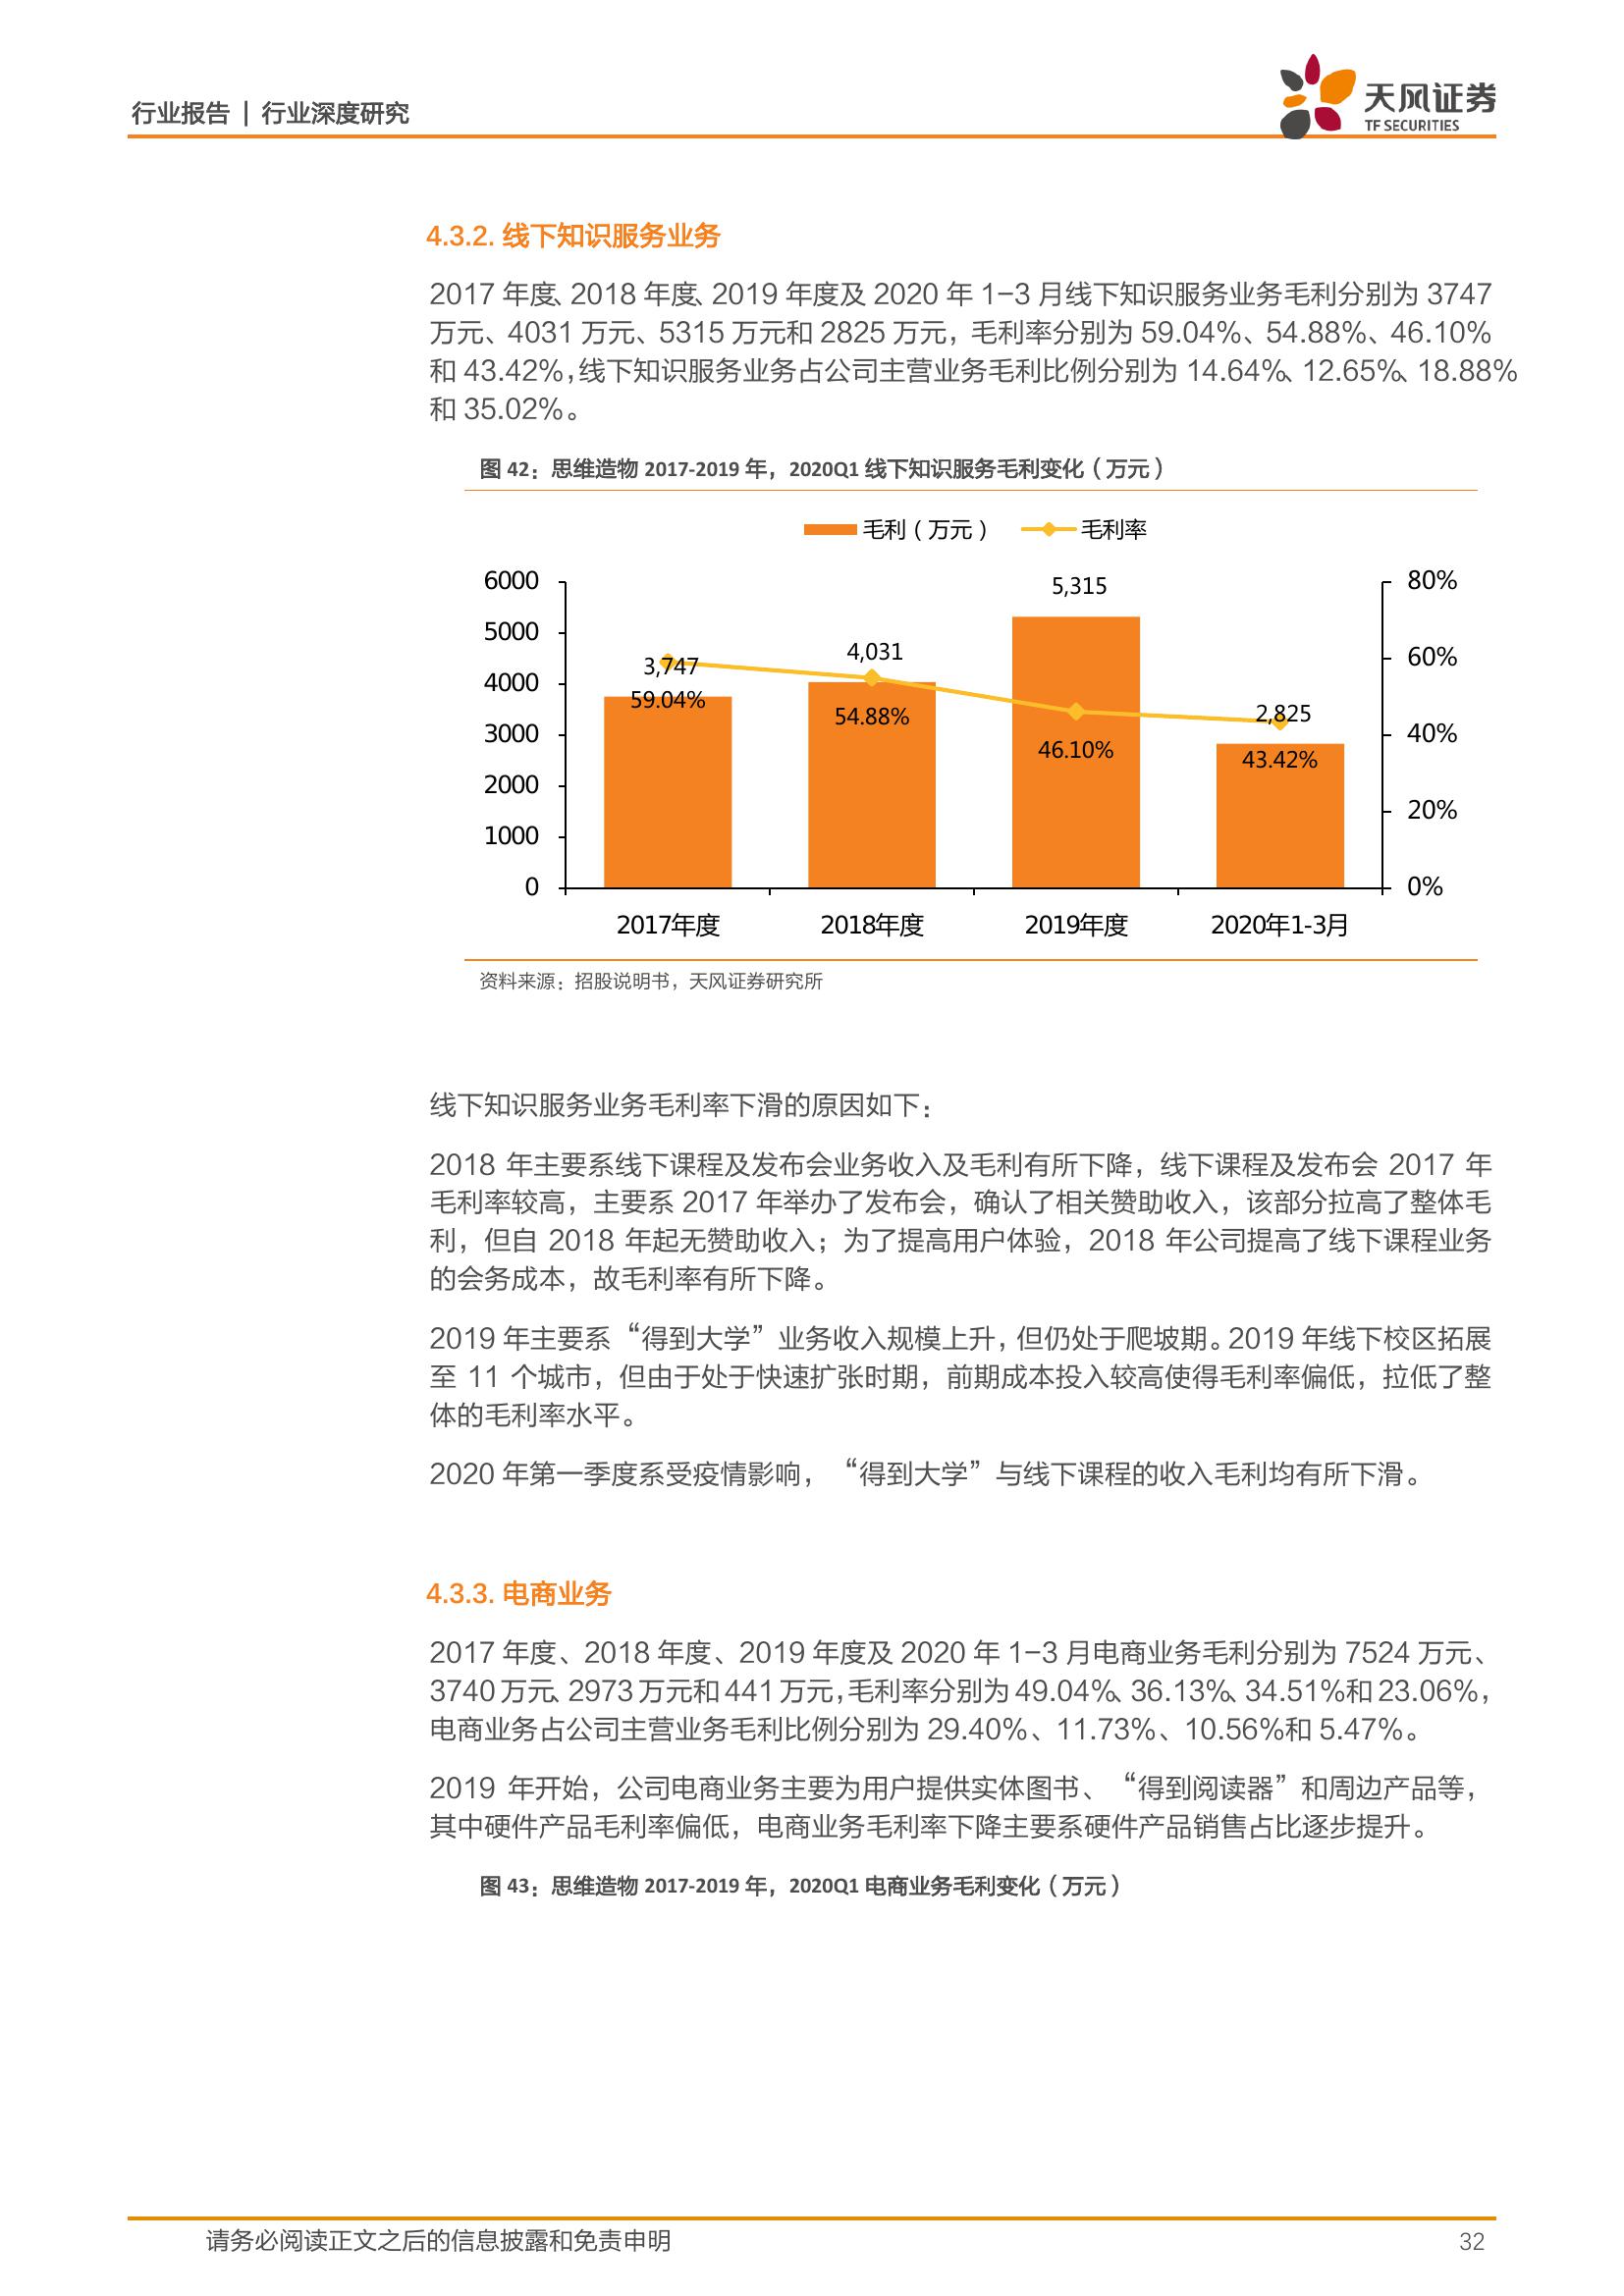 行业报告 | 行业深度研究
天风证券
TF SECURITIES
4.3.2. 线下知识服务业务
2017 年度、2018 年度、2019 年度及 2020 年 1-3 月线下知识服务业务毛利分别为 3747
万元、4031 万元、5315 万元和 2825 万元，毛利率分别为 59.04%、54.88%、46.10%
和 43.42%，线下知识服务业务占公司主营业务毛利比例分别为 14.64%、12.65%、18.88%
和 35.02%。
图 42：思维造物 2017-2019 年，2020Q1 线下知识服务毛利变化（万元）
毛利（万元） 毛利率
6000
5000
4000
3000
2000
1000
0
3,747
59.04%
4,031
54.88%
5,315
46.10%
2,825
43.42%
80%
60%
40%
20%
0%
2017年度 2018年度 2019年度 2020年1-3月
资料来源：招股说明书，天风证券研究所
线下知识服务业务毛利率下滑的原因如下：
2018 年主要系线下课程及发布会业务收入及毛利有所下降，线下课程及发布会 2017 年
毛利率较高，主要系 2017 年举办了发布会，确认了相关赞助收入，该部分拉高了整体毛
利，但自 2018 年起无赞助收入；为了提高用户体验，2018 年公司提高了线下课程业务
的会务成本，故毛利率有所下降。
2019 年主要系“得到大学”业务收入规模上升，但仍处于爬坡期。2019 年线下校区拓展
至 11 个城市，但由于处于快速扩张时期，前期成本投入较高使得毛利率偏低，拉低了整
体的毛利率水平。
2020 年第一季度系受疫情影响，“得到大学”与线下课程的收入毛利均有所下滑。
4.3.3. 电商业务
2017 年度、2018 年度、2019 年度及 2020 年 1-3 月电商业务毛利分别为 7524 万元、
3740 万元、2973 万元和 441 万元，毛利率分别为 49.04%、36.13%、34.51%和 23.06%，
电商业务占公司主营业务毛利比例分别为 29.40%、11.73%、10.56%和 5.47%。
2019 年开始，公司电商业务主要为用户提供实体图书、“得到阅读器”和周边产品等，
其中硬件产品毛利率偏低，电商业务毛利率下降主要系硬件产品销售占比逐步提升。
图 43：思维造物 2017-2019 年，2020Q1 电商业务毛利变化（万元）
请务必阅读正文之后的信息披露和免责申明
32